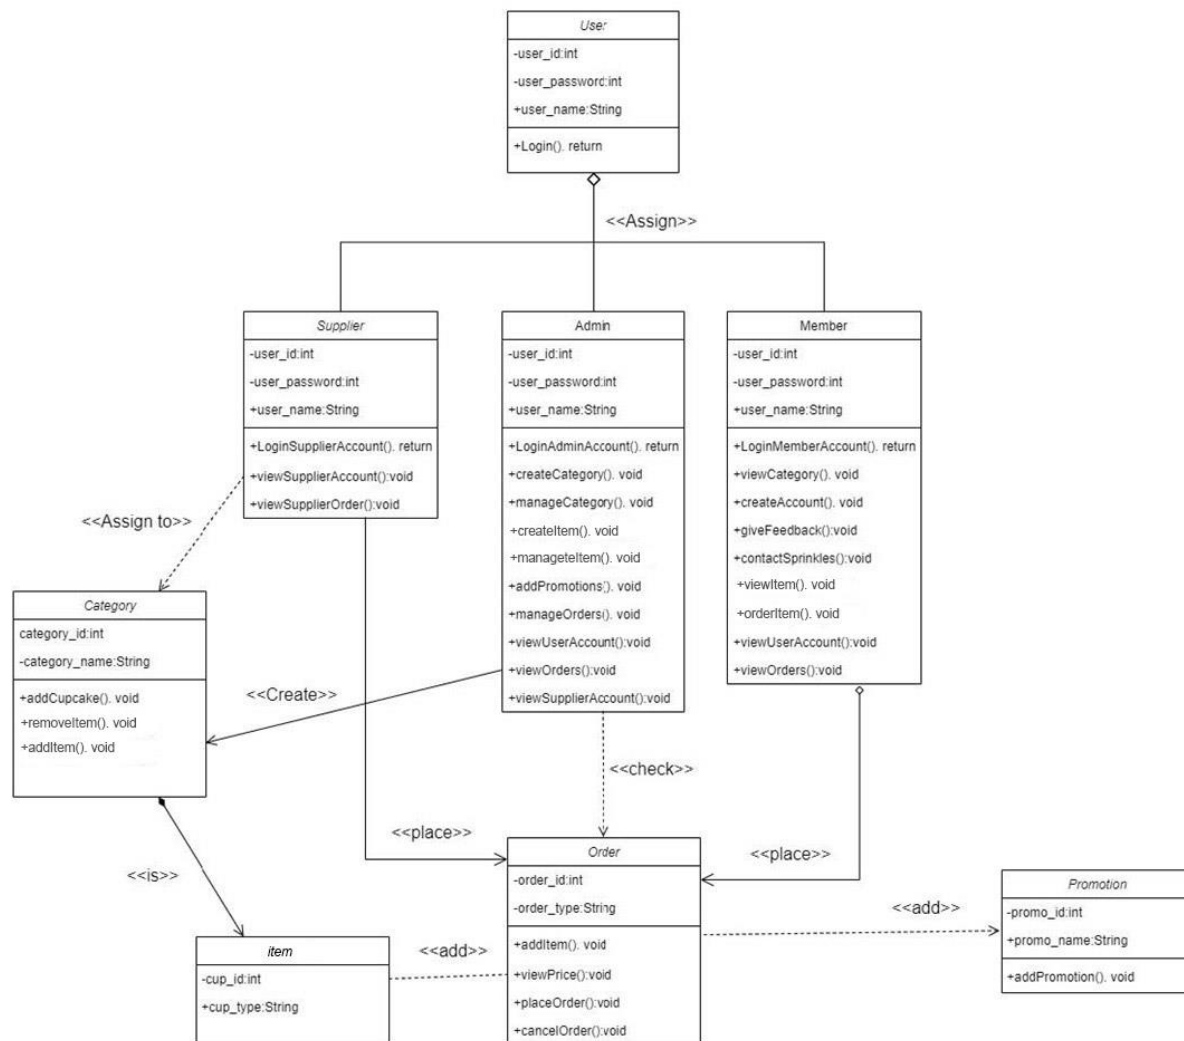 User
-user_id:int
-user_password:int
+user_name:String
+Login(). return
<<Assign>>
Supplier
-user_id:int
-user_password:int
+user_name:String
+LoginSupplierAccount(). return
+viewSupplierAccount():void
+viewSupplierOrder():void
Admin
-user_id:int
-user_password:int
+user_name:String
+LoginAdminAccount(). return
+createCategory(). void
+manageCategory(). void
+createItem(). void
+manageteItem(). void
+addPromotions(). void
+manageOrders(). void
+viewUserAccount():void
+viewOrders():void
+viewSupplierAccount():void
Member
-user_id:int
-user_password:int
+user_name:String
+LoginMemberAccount(). return
+viewCategory(). void
+createAccount(). void
+giveFeedback():void
+contactSprinkles():void
+viewItem(). void
+orderItem(). void
+viewUserAccount():void
+viewOrders():void
<<Assign to>>
Category
category_id:int
-category_name:String
+addCupcake(). void
+removeItem(). void
+addItem(). void
<<Create>>
<<check>>
<<place>>
<<place>>
<<is>>
Order
-order_id:int
-order_type:String
+addItem(). void
+viewPrice():void
+placeOrder():void
+cancelOrder():void
<<add>>
Promotion
-promo_id:int
+promo_name:String
+addPromotion(). void
item
-cup_id:int
+cup_type:String
<<add>>